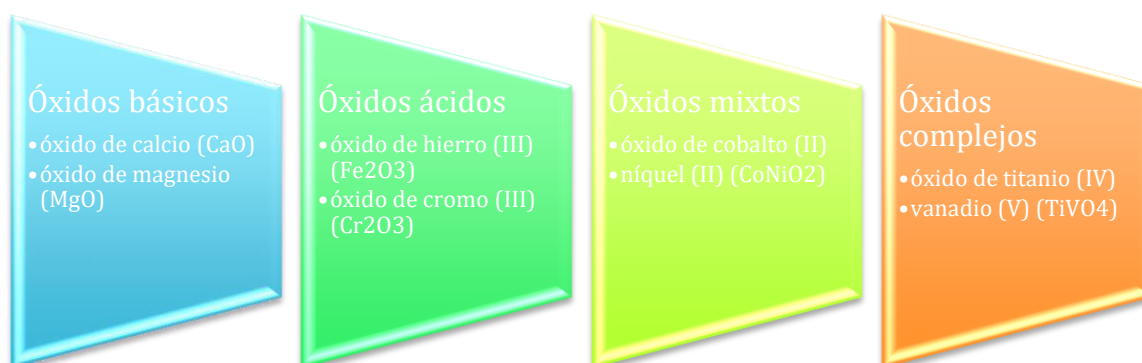 Óxidos básicos
•óxido de calcio (CaO)
•óxido de magnesio
(MgO)
Óxidos ácidos
•óxido de hierro (III)
(Fe2O3)
•óxido de cromo (III)
(Cr2O3)
Óxidos mixtos
•óxido de cobalto (II)
•níquel (II) (CoNiO2)
Óxidos
complejos
•óxido de titanio (IV)
•vanadio (V) (TiVO4)